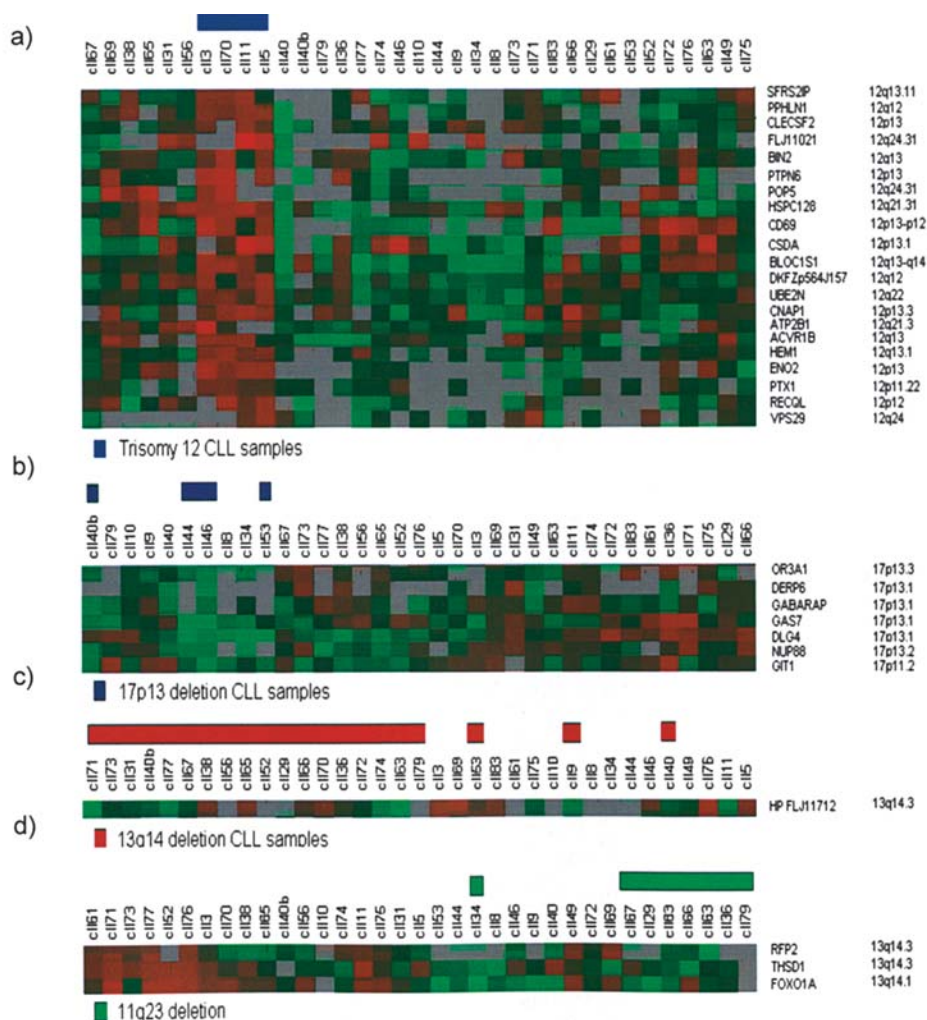 a)
cll67 cll69 cll38 cll65 cll31 cll56 cll3 cll70 cll11 cll5 cll40 cll40b cll79 cll36 cll77 cll74 cll46 cll10 cll44 cll9 cll34 cll8 cll73 cll71 cll83 cll66 cll29 cll61 cll53 cll52 cll72 cll76 cll63 cll49 cll75
SFRS2IP 12q13.11
PPHLN1 12q12
CLECSF2 12p13
FLJ11021 12q24.31
BIN2 12q13
PTPN6 12p13
POP5 12q24.31
HSPC128 12q21.31
CD69 12p13-p12
CSDA 12p13.1
BLOC1S1 12q13-q14
DKFZp564J157 12q12
UBE2N 12q22
CNAP1 12p13.3
ATP2B1 12q21.3
ACVR1B 12q13
HEM1 12q13.1
ENO2 12p13
PTX1 12p11.22
RECQL 12p12
VPS29 12q24
Trisomy 12 CLL samples
b)
cll40b cll79 cll10 cll9 cll40 cll44 cll46 cll8 cll34 cll53 cll67 cll73 cll77 cll38 cll56 cll65 cll52 cll76 cll5 cll70 cll3 cll69 cll31 cll49 cll63 cll11 cll74 cll72 cll83 cll61 cll36 cll71 cll75 cll29 cll66
OR3A1 17p13.3
DERP6 17p13.1
GABARAP 17p13.1
GAS7 17p13.1
DLG4 17p13.1
NUP88 17p13.2
GIT1 17p11.2
17p13 deletion CLL samples
c)
cll71 cll73 cll31 cll40b cll77 cll67 cll38 cll56 cll65 cll52 cll29 cll66 cll70 cll36 cll72 cll74 cll63 cll79 cll3 cll69 cll53 cll83 cll61 cll75 cll10 cll9 cll8 cll34 cll44 cll46 cll40 cll49 cll76 cll11 cll5
HP FLJ11712 13q14.3
13q14 deletion CLL samples
d)
cll61 cll71 cll73 cll77 cll52 cll76 cll3 cll70 cll38 cll65 cll40b cll56 cll10 cll74 cll11 cll75 cll31 cll5 cll53 cll44 cll34 cll8 cll46 cll9 cll40 cll49 cll72 cll69 cll67 cll29 cll83 cll66 cll63 cll36 cll79
RFP2 13q14.3
THSD1 13q14.3
FOXO1A 13q14.1
11q23 deletion